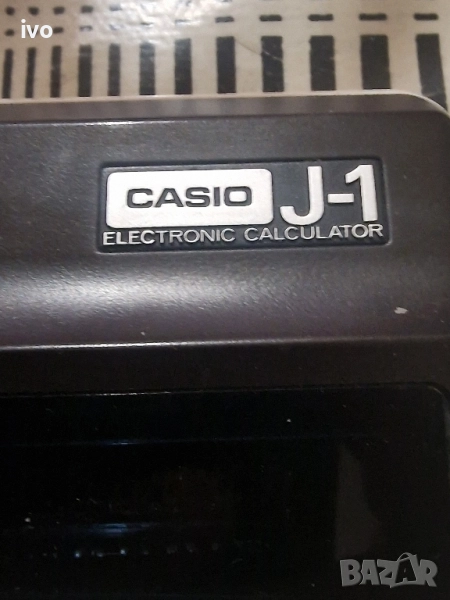 ivo
CASIO J-1
ELECTRONIC CALCULATOR
BAZAR